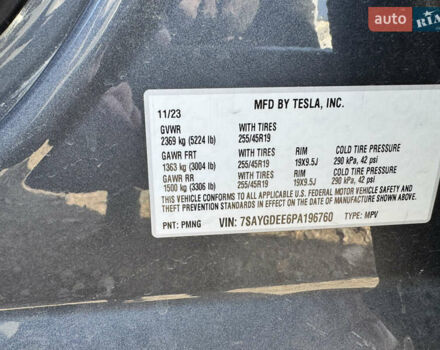 auto RIA
MFD BY TESLA, INC.
11/23
GVWR WITH TIRES
2369 kg (5224 lb) 255/45R19
GAWR FRT WITH TIRES RIM COLD TIRE PRESSURE
1363 kg (3004 lb) 255/45R19 19X9.5J 290 kPa, 42 psi
GAWR RR WITH TIRES RIM COLD TIRE PRESSURE
1500 kg (3306 lb) 255/45R19 19X9.5J 290 kPa, 42 psi
THIS VEHICLE CONFORMS TO ALL APPLICABLE U.S. FEDERAL MOTOR VEHICLE SAFETY AND
THEFT PREVENTION STANDARDS IN EFFECT ON THE DATE OF MANUFACTURE SHOWN ABOVE.
PNT: PMNG VIN: 7SAYGDEE6PA196760 TYPE: MPV